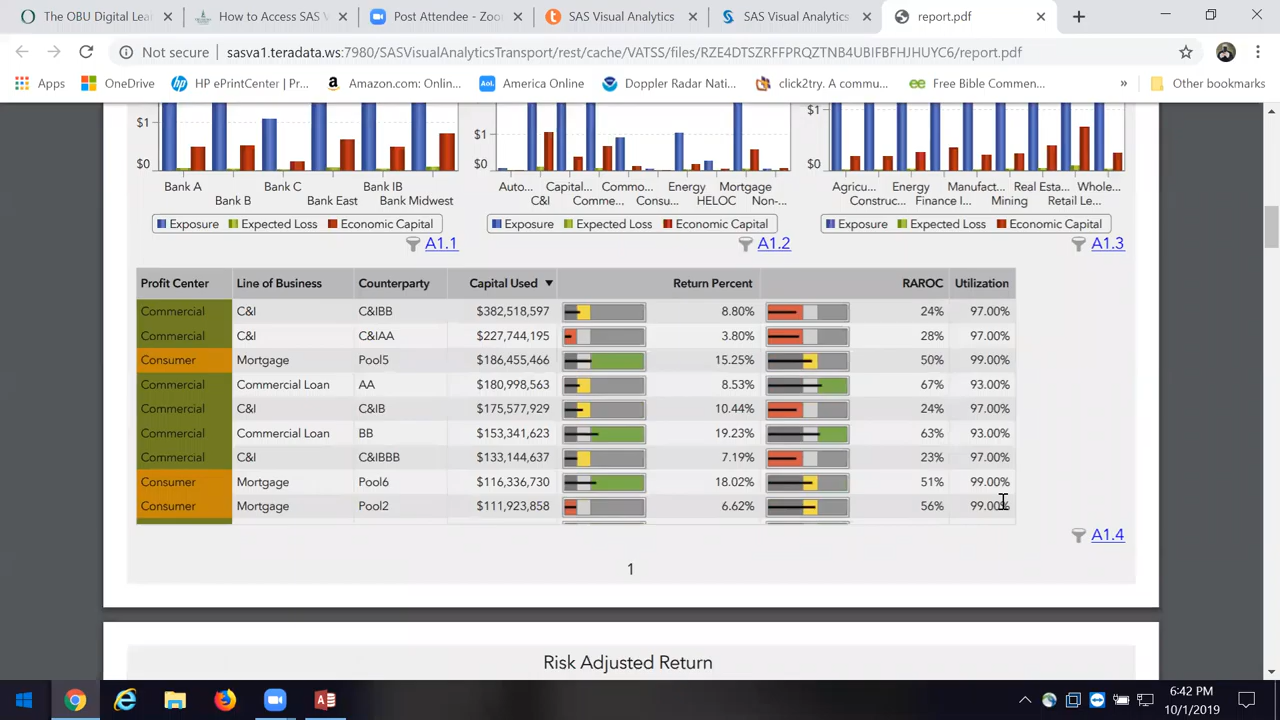 The OBU Digital Lear
How to Access SAS V
Post Attendee - Zoo
SAS Visual Analytics
SAS Visual Analytics
report.pdf
Not secure
sasva1.teradata.ws:7980/SASVisualAnalyticsTransport/rest/cache/VATSS/files/RZE4DTSZRFFPRQZTNB4UBIFBFHJHUYC6/report.pdf
Apps
OneDrive
HP ePrintCenter | Pr...
Amazon.com: Onlin...
America Online
Doppler Radar Nati...
click2try. A commu...
Free Bible Commen...
»
Other bookmarks
$1
$0
Bank A
Bank B
Bank C
Bank East
Bank IB
Bank Midwest
Exposure Expected Loss Economic Capital
A1.1
$1
$0
Auto...
C&I
Capital...
Comme...
Commo...
Consu...
Energy
HELOC
Mortgage
Non-...
Exposure Expected Loss Economic Capital
A1.2
$1
$0
Agricu...
Construc...
Energy
Finance I...
Manufact...
Mining
Real Esta...
Retail Le...
Whole...
Exposure Expected Loss Economic Capital
A1.3
Profit Center Line of Business Counterparty Capital Used Return Percent RAROC Utilization
Commercial C&I C&IBB $382,518,597 8.80% 24% 97.00%
Commercial C&I C&IAA $227,744,195 3.80% 28% 97.00%
Consumer Mortgage Pool5 $186,455,466 15.25% 50% 99.00%
Commercial Commercial Loan AA $180,998,563 8.53% 67% 93.00%
Commercial C&I C&IB $175,577,929 10.44% 24% 97.00%
Commercial Commercial Loan BB $153,341,623 19.23% 63% 93.00%
Commercial C&I C&IBBB $133,144,637 7.19% 23% 97.00%
Consumer Mortgage Pool6 $116,336,730 18.02% 51% 99.00%
Consumer Mortgage Pool2 $111,923,858 6.62% 56% 99.00%
A1.4
1
Risk Adjusted Return
6:42 PM
10/1/2019